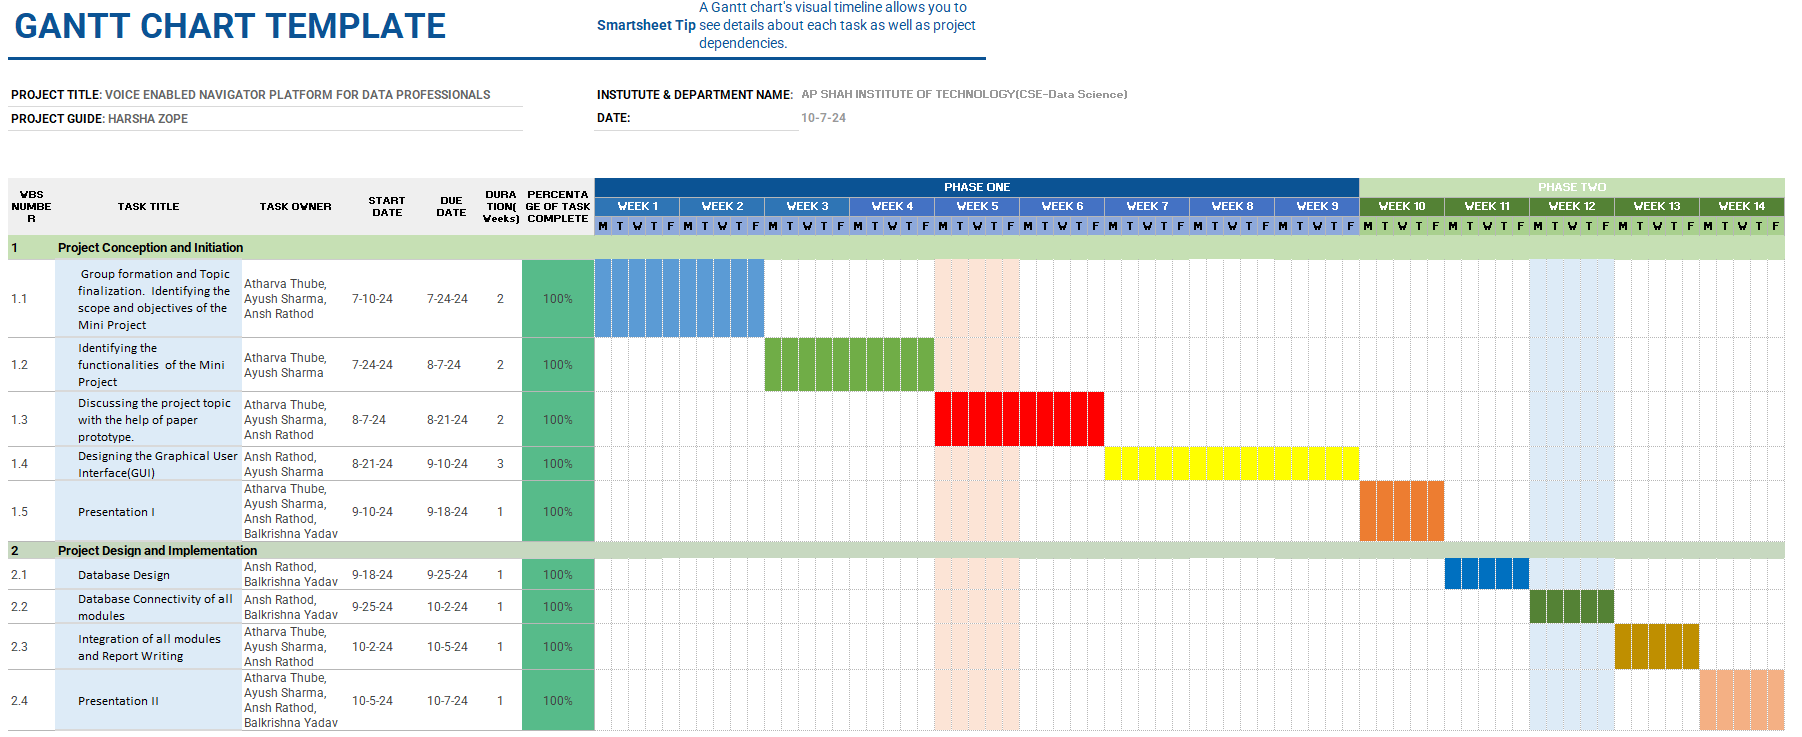 GANTT CHART TEMPLATE
Smartsheet Tip
A Gantt chart's visual timeline allows you to
see details about each task as well as project
dependencies.
PROJECT TITLE: VOICE ENABLED NAVIGATOR PLATFORM FOR DATA PROFESSIONALS
INSTUTUTE & DEPARTMENT NAME: AP SHAH INSTITUTE OF TECHNOLOGY(CSE-Data Science)
PROJECT GUIDE: HARSHA ZOPE
DATE: 10-7-24
WBS
NUMBE
R
TASK TITLE
TASK OWNER
START
DATE
DUE
DATE
DURA
TION(
Weeks)
PERCENTA
GE OF TASK
COMPLETE
PHASE ONE
PHASE TWO
WEEK 1 WEEK 2 WEEK 3 WEEK 4 WEEK 5 WEEK 6 WEEK 7 WEEK 8 WEEK 9 WEEK 10 WEEK 11 WEEK 12 WEEK 13 WEEK 14
M T W T F M T W T F M T W T F M T W T F M T W T F M T W T F M T W T F M T W T F M T W T F M T W T F M T W T F M T W T F M T W T F M T W T F
1 Project Conception and Initiation
1.1
Group formation and Topic
finalization. Identifying the
scope and objectives of the
Mini Project
Atharva Thube,
Ayush Sharma,
Ansh Rathod
7-10-24 7-24-24 2 100%
1.2
Identifying the
functionalities of the Mini
Project
Atharva Thube,
Ayush Sharma
7-24-24 8-7-24 2 100%
1.3
Discussing the project topic
with the help of paper
prototype.
Atharva Thube,
Ayush Sharma,
Ansh Rathod
8-7-24 8-21-24 2 100%
1.4
Designing the Graphical User
Interface(GUI)
Ansh Rathod,
Ayush Sharma
8-21-24 9-10-24 3 100%
1.5
Presentation I
Atharva Thube,
Ayush Sharma,
Ansh Rathod,
Balkrishna Yadav
9-10-24 9-18-24 1 100%
2 Project Design and Implementation
2.1
Database Design
Ansh Rathod,
Balkrishna Yadav
9-18-24 9-25-24 1 100%
2.2
Database Connectivity of all
modules
Ansh Rathod,
Balkrishna Yadav
9-25-24 10-2-24 1 100%
2.3
Integration of all modules
and Report Writing
Atharva Thube,
Ayush Sharma,
Ansh Rathod
10-2-24 10-5-24 1 100%
2.4
Presentation II
Atharva Thube,
Ayush Sharma,
Ansh Rathod,
Balkrishna Yadav
10-5-24 10-7-24 1 100%